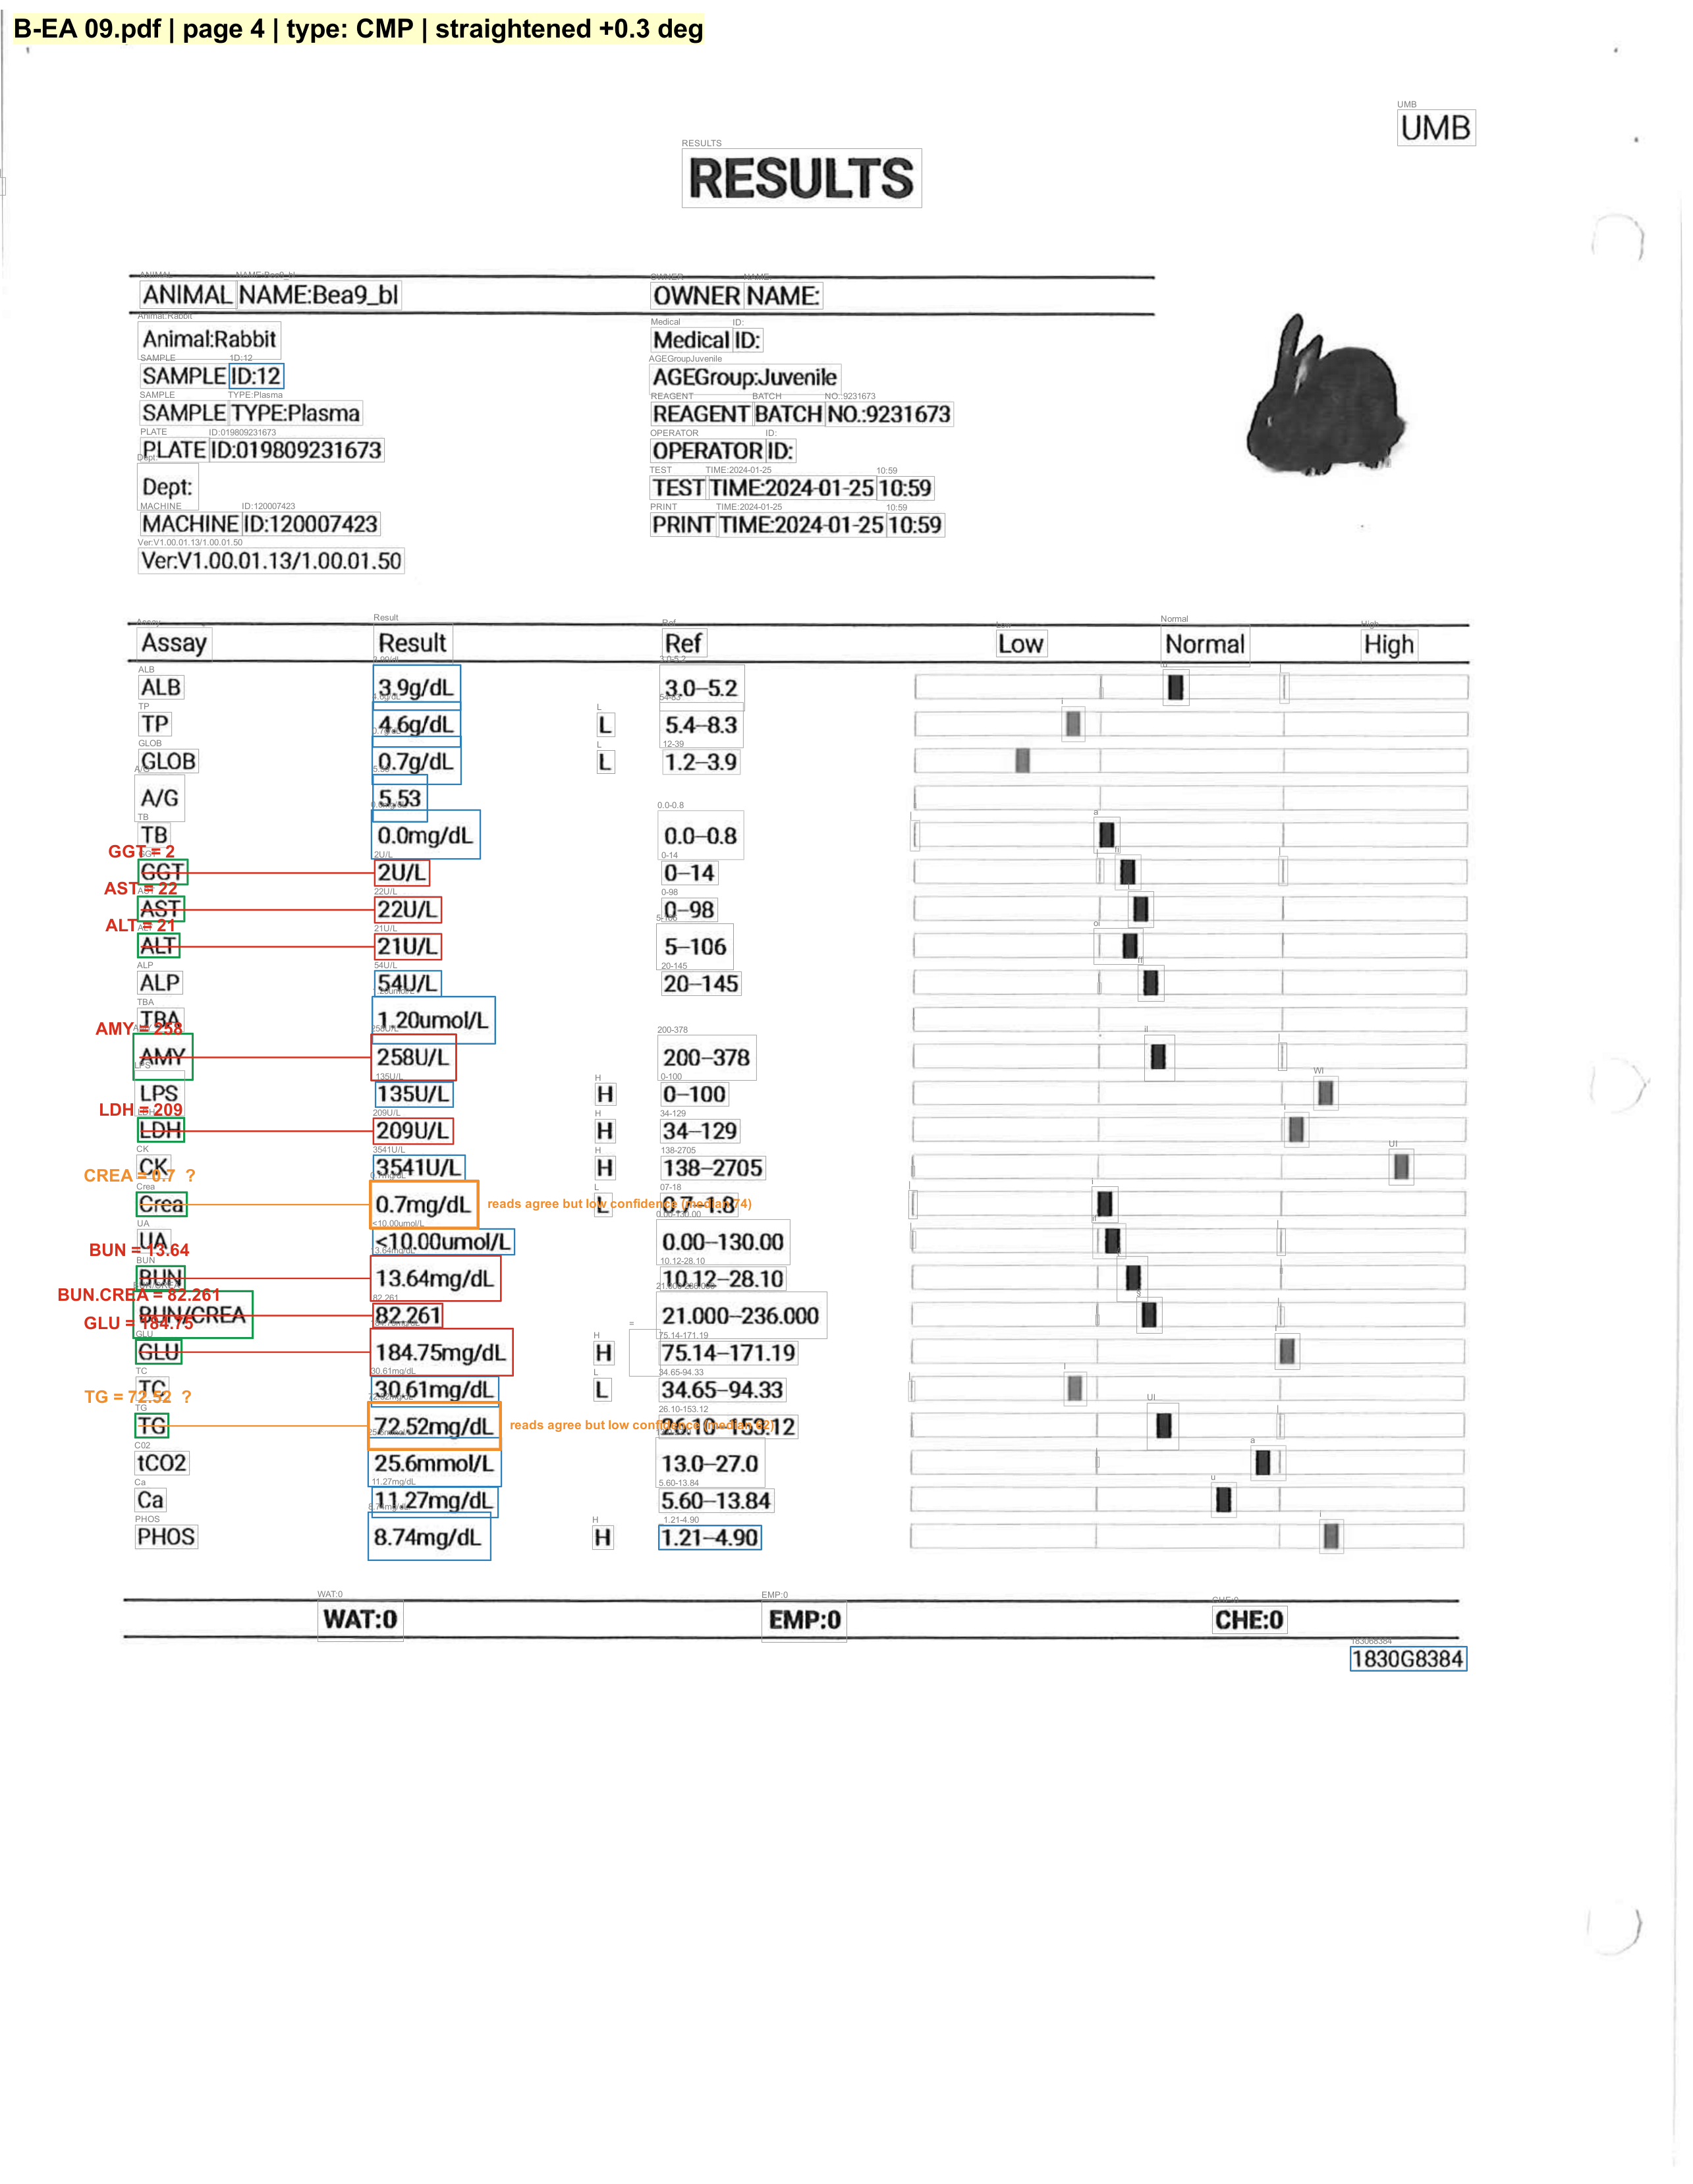 B-EA 09.pdf | page 4 | type: CMP | straightened +0.3 deg
UMB
UMB
RESULTS
RESULTS
ANIMAL NAME:Bea9_bl OWNER NAME:
Animal:Rabbit Medical ID:
SAMPLE ID:12 AGEGroup:Juvenile
SAMPLE TYPE:Plasma REAGENT BATCH NO.:9231673
PLATE ID:019809231673 OPERATOR ID:
Dept: TEST TIME:2024-01-25 10:59
MACHINE ID:120007423 PRINT TIME:2024-01-25 10:59
Ver:V1.00.01.13/1.00.01.50
Assay Result Ref Low Normal High
ALB 3.9g/dL 3.0-5.2
TP 4.6g/dL L 5.4-8.3
GLOB 0.7g/dL L 1.2-3.9
A/G 5.53
TB 0.0mg/dL 0.0-0.8
GGT = 2
GGT 2U/L 0-14
AST = 22
AST 22U/L 0-98
ALT = 21
ALT 21U/L 5-106
ALP 54U/L 20-145
TBA 1.20umol/L
AMY = 258
AMY 258U/L 200-378
LPS 135U/L H 0-100
LDH = 209
LDH 209U/L H 34-129
CK 3541U/L H 138-2705
CREA = 0.7 ?
Crea 0.7mg/dL L 0.7-1.8
reads agree but low confidence (median 74)
UA <10.00umol/L 0.00-130.00
BUN = 13.64
BUN 13.64mg/dL 10.12-28.10
BUN.CREA = 82.261
BUN/CREA 82.261 21.000-236.000
GLU = 184.75
GLU 184.75mg/dL H 75.14-171.19
TC 30.61mg/dL L 34.65-94.33
TG = 72.52 ?
TG 72.52mg/dL 26.10-153.12
reads agree but low confidence
tCO2 25.6mmol/L 13.0-27.0
Ca 11.27mg/dL 5.60-13.84
PHOS 8.74mg/dL H 1.21-4.90
WAT:0 EMP:0 CHE:0
1830G8384